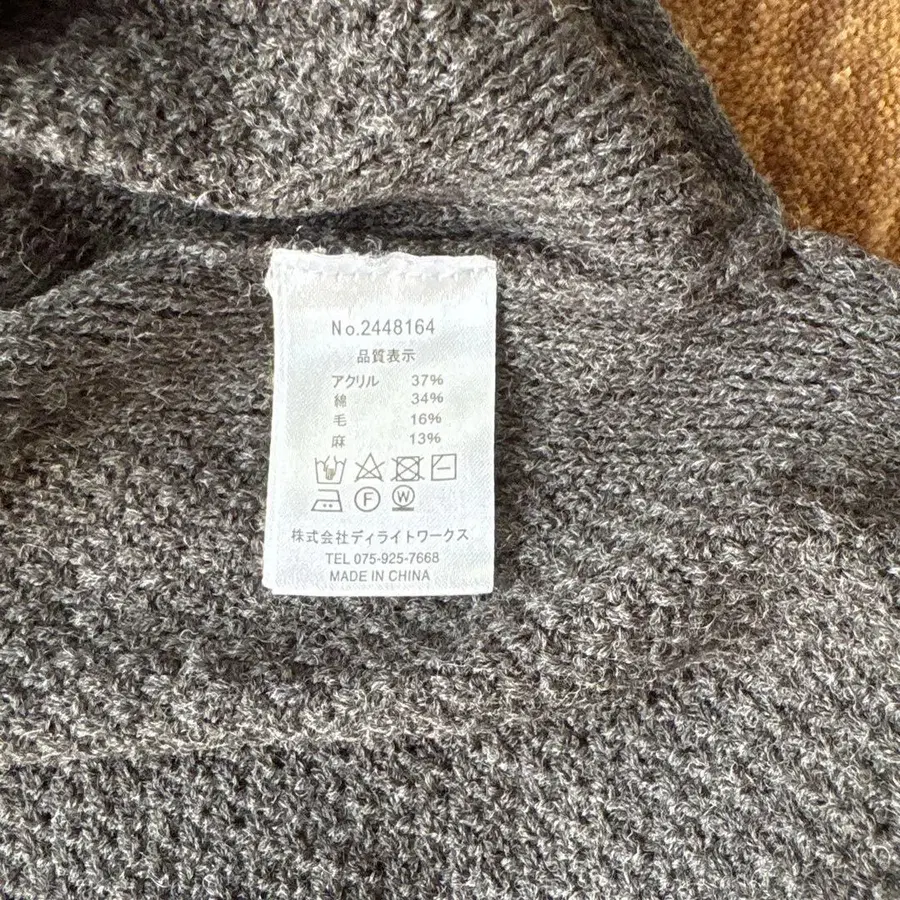 No.2448164
品質表示
アクリル 37%
綿 34%
毛 16%
麻 13%
F W
株式会社ディライトワークス
TEL 075-925-7668
MADE IN CHINA